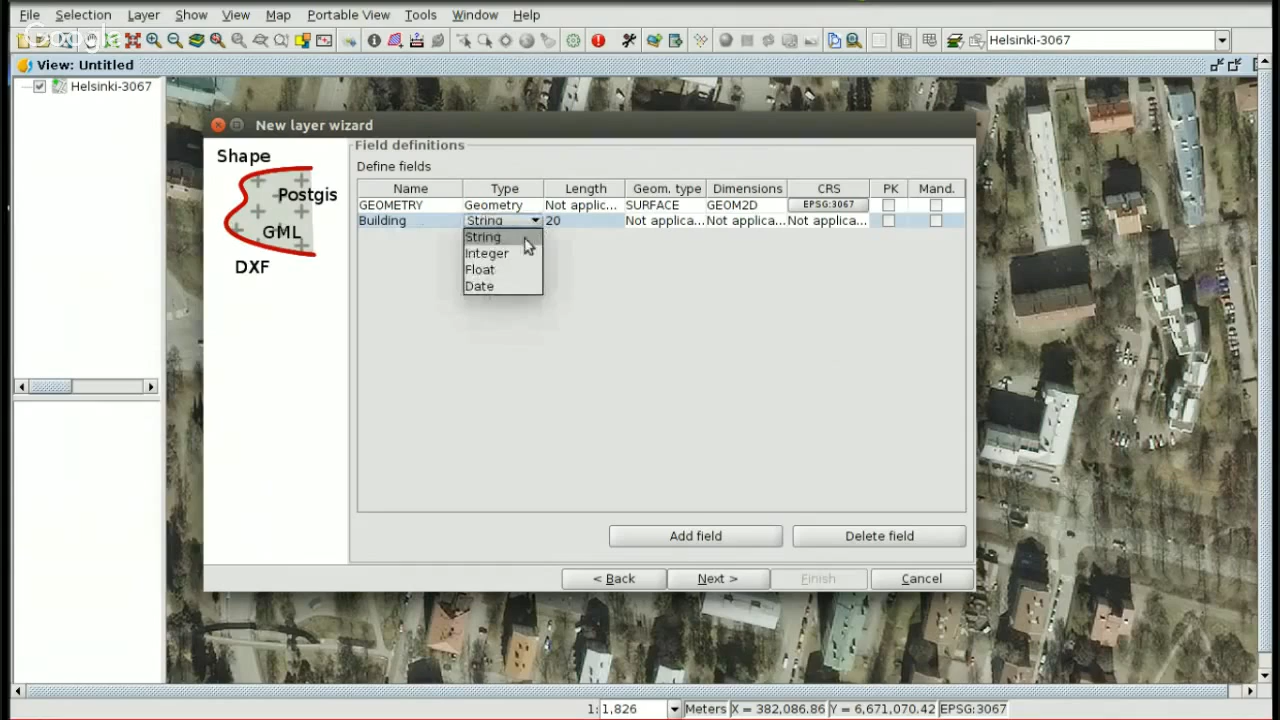 File Selection Layer Show View Map Portable View Tools Window Help
Google
Helsinki-3067
View: Untitled
Helsinki-3067
New layer wizard
Shape
Postgis
GML
DXF
Field definitions
Define fields
Name Type Length Geom. type Dimensions CRS PK Mand.
GEOMETRY Geometry Not applic... SURFACE GEOM2D EPSG:3067
Building String 20 Not applica... Not applica... Not applica...
String
Integer
Float
Date
Add field Delete field
< Back Next > Finish Cancel
1: 1,826 Meters X = 382,086.86 Y = 6,671,070.42 EPSG:3067